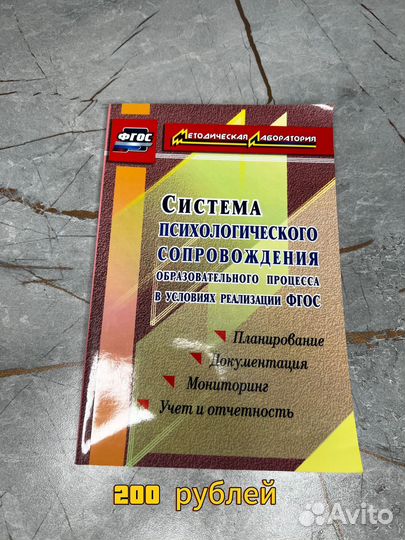 ФГОС
МЕТОДИЧЕСКАЯ ЛАБОРАТОРИЯ
СИСТЕМА
ПСИХОЛОГИЧЕСКОГО
СОПРОВОЖДЕНИЯ
ОБРАЗОВАТЕЛЬНОГО ПРОЦЕССА
В УСЛОВИЯХ РЕАЛИЗАЦИИ ФГОС
Планирование
Документация
Мониторинг
Учет и отчетность
200 рублей
Avito